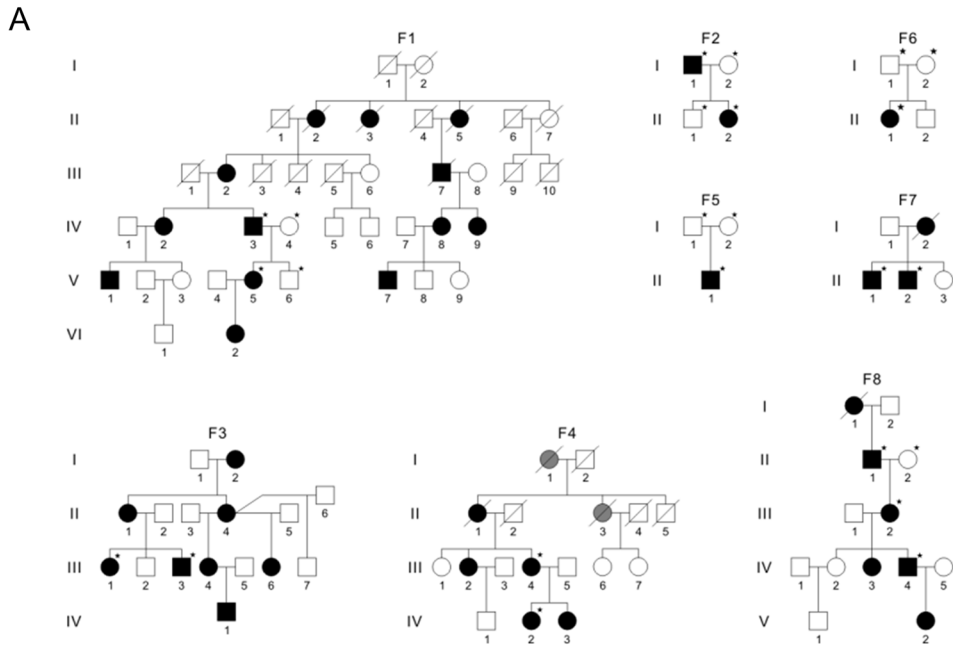 A
F1
I
1 2
II
1 2 3 4 5 6 7
III
1 2 3 4 5 6 7 8 9 10
IV
1 2 3 4 5 6 7 8 9
V
1 2 3 4 5 6 7 8 9
VI
1 2
F2
I
1 2
II
1 2
F6
I
1 2
II
1 2
F5
I
1 2
II
1
F7
I
1 2
II
1 2 3
F3
I
1 2
II
1 2 3 4 5 6
III
1 2 3 4 5 6 7
IV
1
F4
I
1 2
II
1 2 3 4 5
III
1 2 3 4 5 6 7
IV
1 2 3
F8
I
1 2
II
1 2
III
1 2
IV
1 2 3 4 5
V
1 2